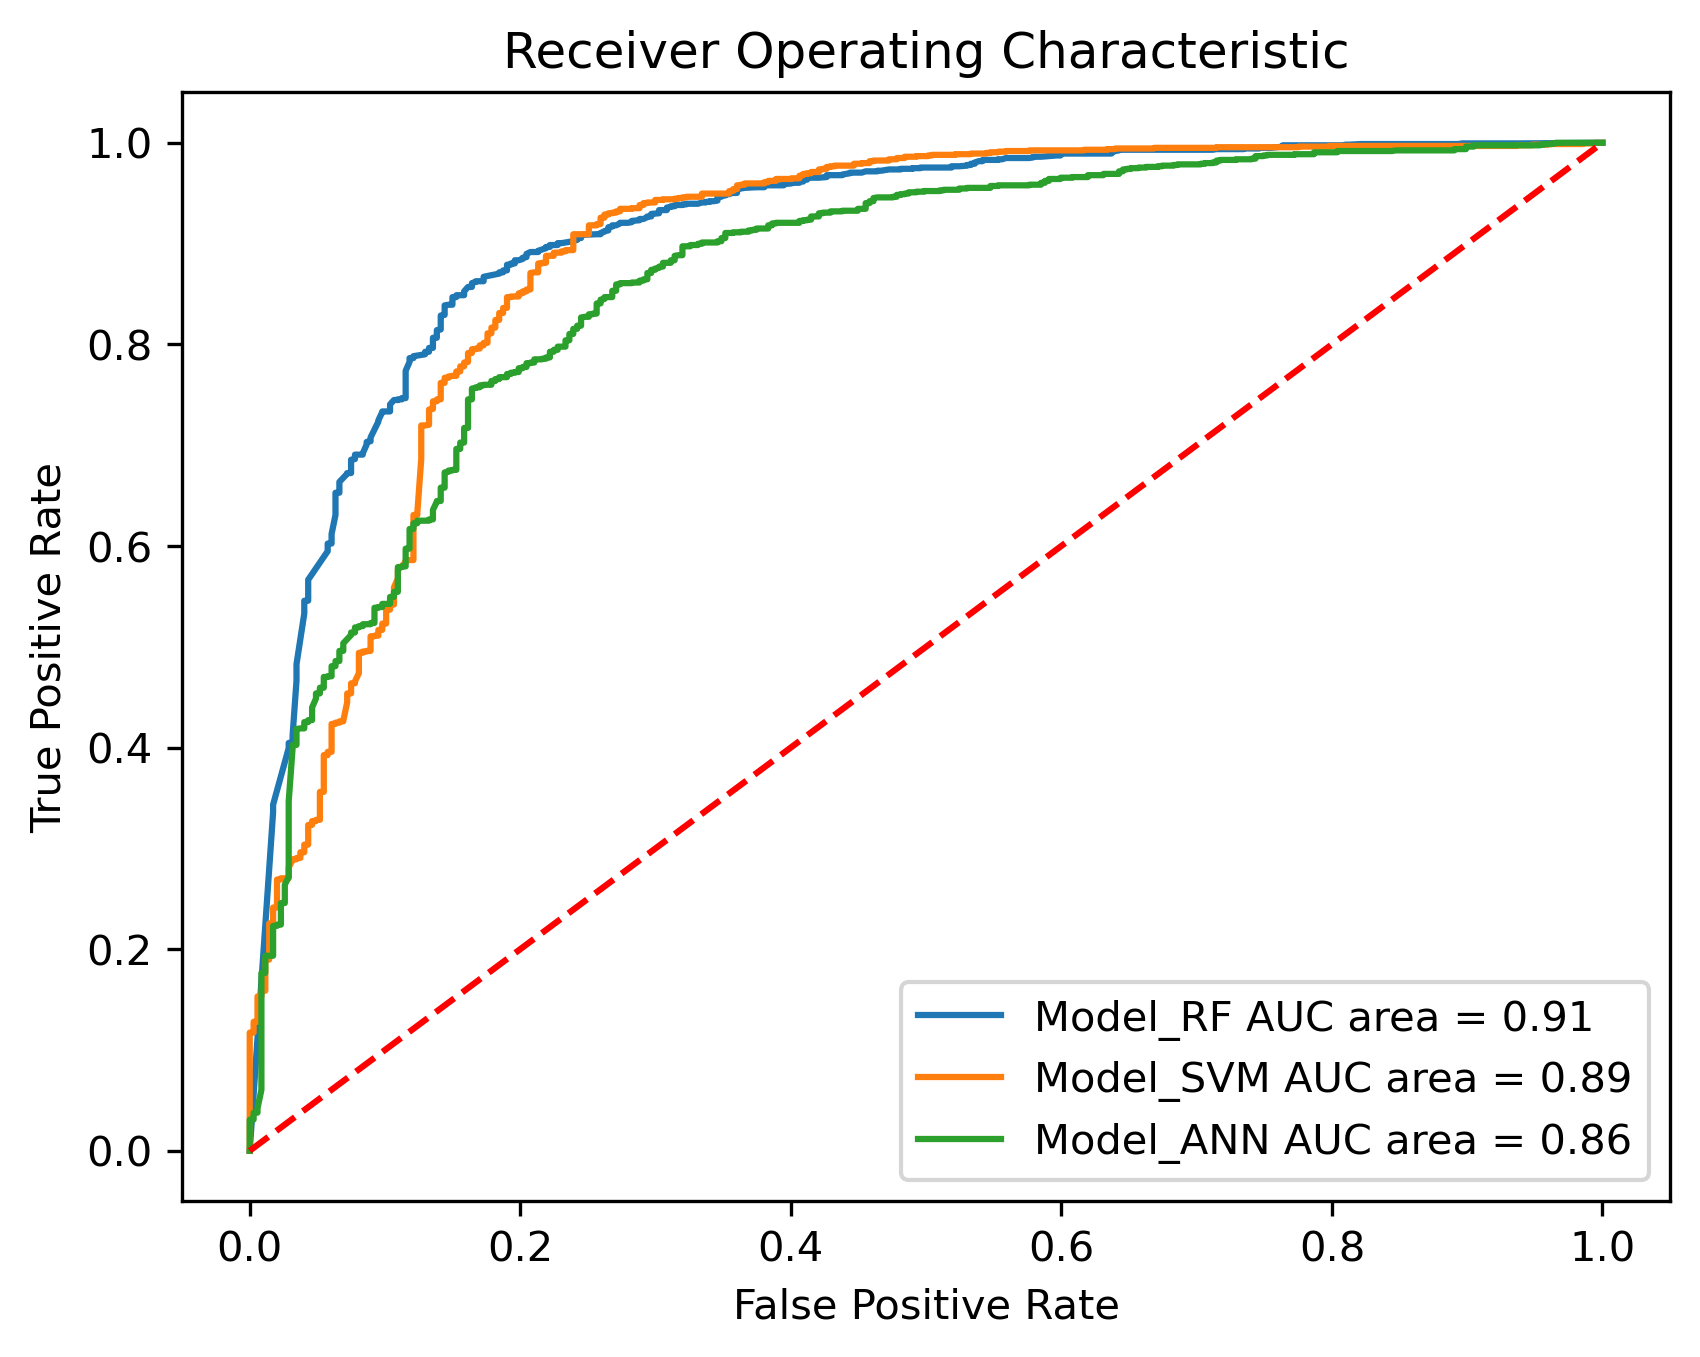 Receiver Operating Characteristic
True Positive Rate
1.0
0.8
0.6
0.4
0.2
0.0
Model_RF AUC area = 0.91
Model_SVM AUC area = 0.89
Model_ANN AUC area = 0.86
0.0 0.2 0.4 0.6 0.8 1.0
False Positive Rate